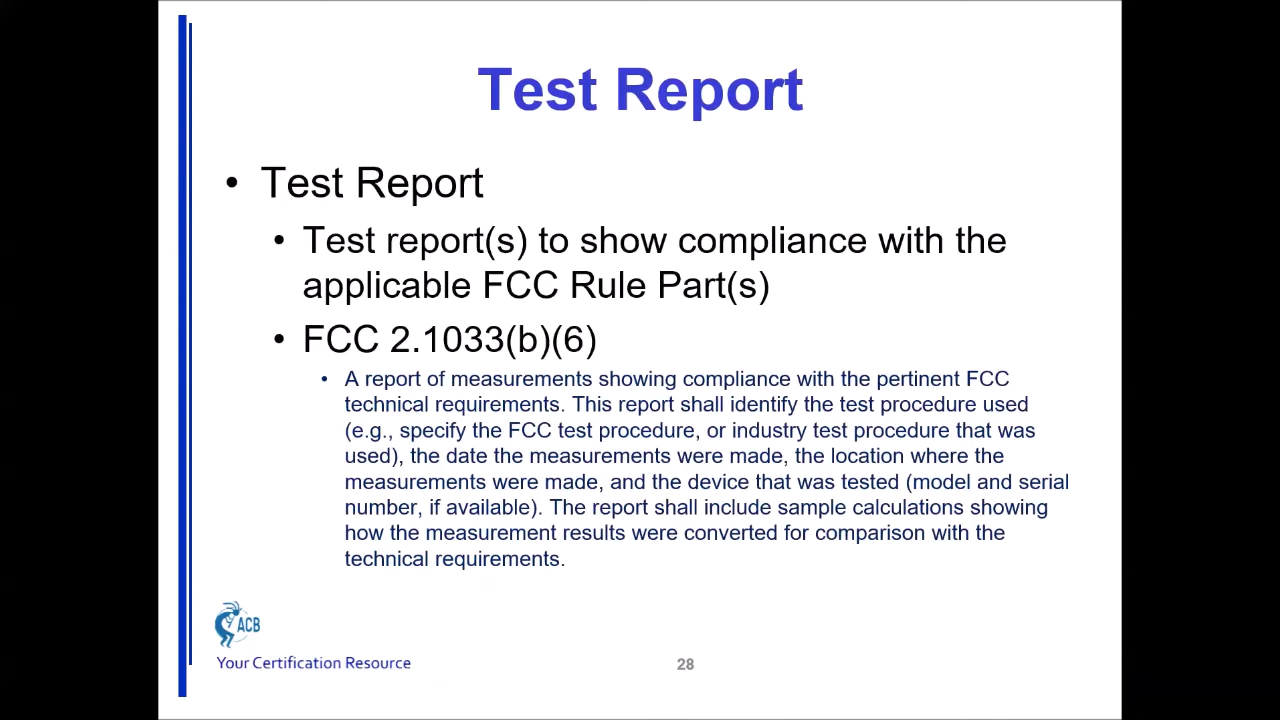 Test Report
• Test Report
• Test report(s) to show compliance with the
applicable FCC Rule Part(s)
• FCC 2.1033(b)(6)
• A report of measurements showing compliance with the pertinent FCC
technical requirements. This report shall identify the test procedure used
(e.g., specify the FCC test procedure, or industry test procedure that was
used), the date the measurements were made, the location where the
measurements were made, and the device that was tested (model and serial
number, if available). The report shall include sample calculations showing
how the measurement results were converted for comparison with the
technical requirements.
ACB
Your Certification Resource
28